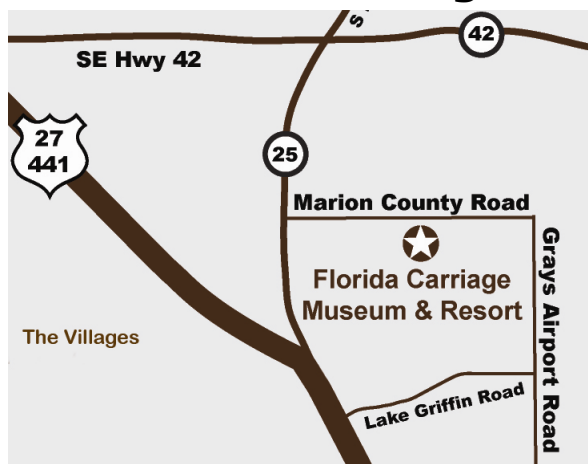 42
SE Hwy 42
27
441
25
Marion County Road
Florida Carriage
Museum & Resort
Grays Airport Road
The Villages
Lake Griffin Road